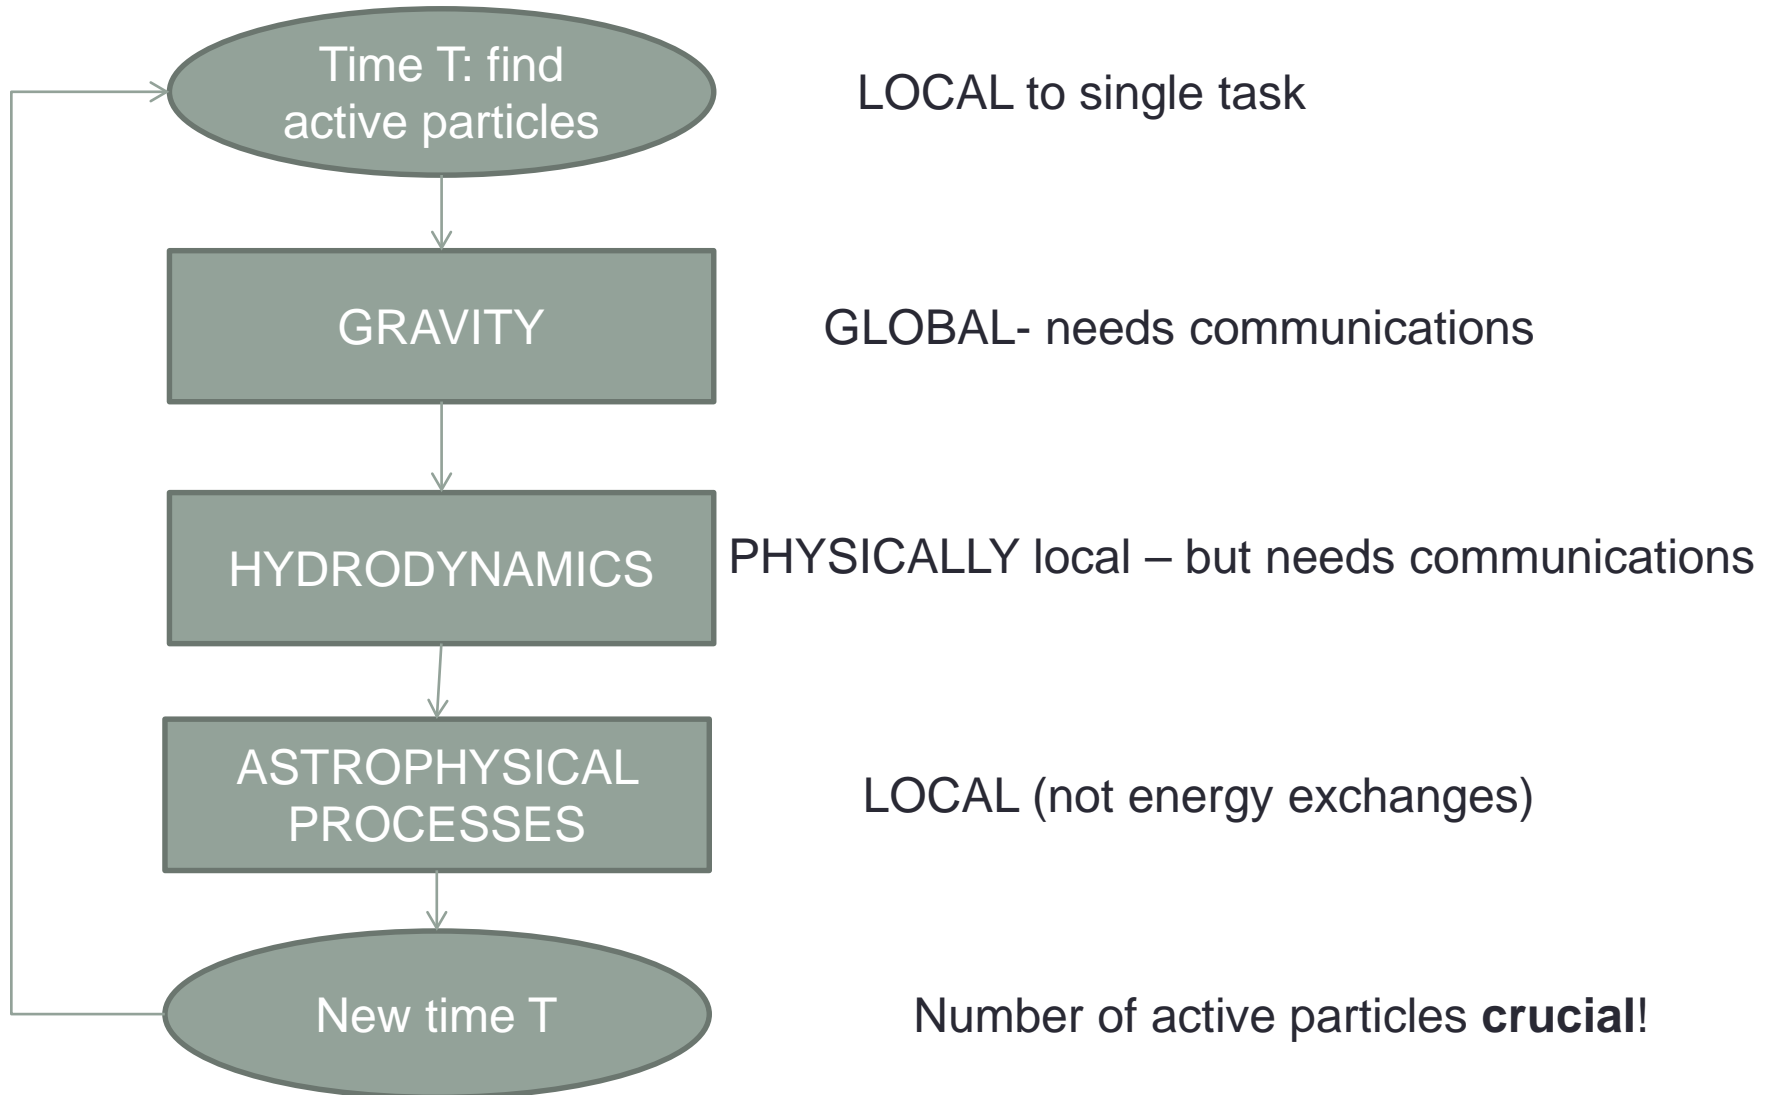 Time T: find
active particles
LOCAL to single task
GRAVITY
GLOBAL- needs communications
HYDRODYNAMICS
PHYSICALLY local – but needs communications
ASTROPHYSICAL
PROCESSES
LOCAL (not energy exchanges)
New time T
Number of active particles crucial!